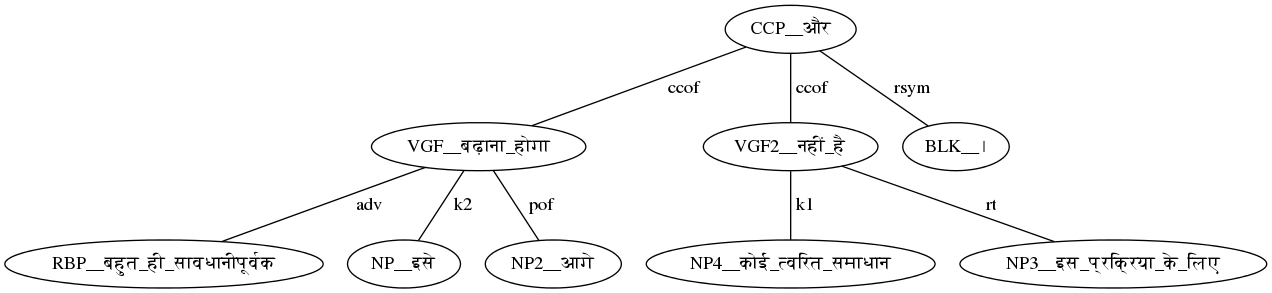 CCP__और
ccof ccof rsym
VGF__बढ़ाना_होगा VGF2__नहीं_है BLK__।
adv k2 pof k1 rt
RBP__बहुत_ही_सावधानीपूर्वक NP__इसे NP2__आगे NP4__कोई_त्वरित_समाधान NP3__इस_प्रक्रिया_के_लिए